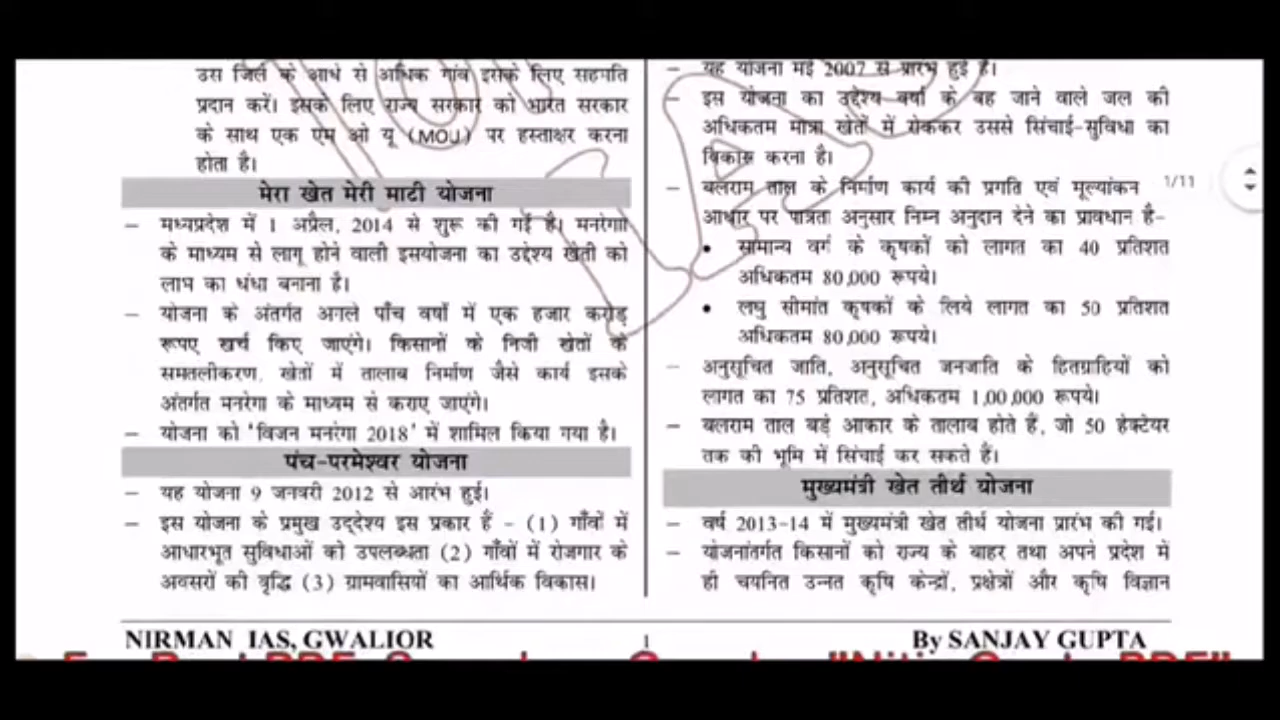 उस जिले के आधे से अधिक गांव इसके लिए सहमति
प्रदान करें। इसके लिए राज्य सरकार को भारत सरकार
के साथ एक एम ओ यू (MOU) पर हस्ताक्षर करना
होता है।
मेरा खेत मेरी माटी योजना
– मध्यप्रदेश में 1 अप्रैल, 2014 से शुरू की गई है। मनरेगा
के माध्यम से लागू होने वाली इसयोजना का उद्देश्य खेती को
लाभ का धंधा बनाना है।
– योजना के अंतर्गत अगले पाँच वर्षों में एक हजार करोड़
रूपए खर्च किए जाएंगे। किसानों के निजी खेतों के
समतलीकरण, खेतों में तालाब निर्माण जैसे कार्य इसके
अंतर्गत मनरेगा के माध्यम से कराए जाएंगे।
– योजना को 'विजन मनरेगा 2018' में शामिल किया गया है।
पंच-परमेश्वर योजना
– यह योजना 9 जनवरी 2012 से आरंभ हुई।
– इस योजना के प्रमुख उद्देश्य इस प्रकार हैं - (1) गाँवों में
आधारभूत सुविधाओं को उपलब्धता (2) गाँवों में रोजगार के
अवसरों की वृद्धि (3) ग्रामवासियों का आर्थिक विकास।
– यह योजना मई 2007 से प्रारंभ हुई है।
– इस योजना का उद्देश्य वर्षा के बह जाने वाले जल की
अधिकतम मात्रा खेतों में रोककर उससे सिंचाई-सुविधा का
विकास करना है।
– बलराम ताल के निर्माण कार्य की प्रगति एवं मूल्यांकन
आधार पर पात्रता अनुसार निम्न अनुदान देने का प्रावधान है-
• सामान्य वर्ग के कृषकों को लागत का 40 प्रतिशत
अधिकतम 80,000 रूपये।
• लघु सीमांत कृषकों के लिये लागत का 50 प्रतिशत
अधिकतम 80,000 रूपये।
– अनुसूचित जाति, अनुसूचित जनजाति के हितग्राहियों को
लागत का 75 प्रतिशत, अधिकतम 1,00,000 रूपये।
– बलराम ताल बड़े आकार के तालाब होते हैं, जो 50 हेक्टेयर
तक की भूमि में सिंचाई कर सकते हैं।
मुख्यमंत्री खेत तीर्थ योजना
– वर्ष 2013-14 में मुख्यमंत्री खेत तीर्थ योजना प्रारंभ की गई।
– योजनांतर्गत किसानों को राज्य के बाहर तथा अपने प्रदेश में
ही चयनित उन्नत कृषि केन्द्रों, प्रक्षेत्रों और कृषि विज्ञान
1/11
NIRMAN IAS, GWALIOR 1 By SANJAY GUPTA